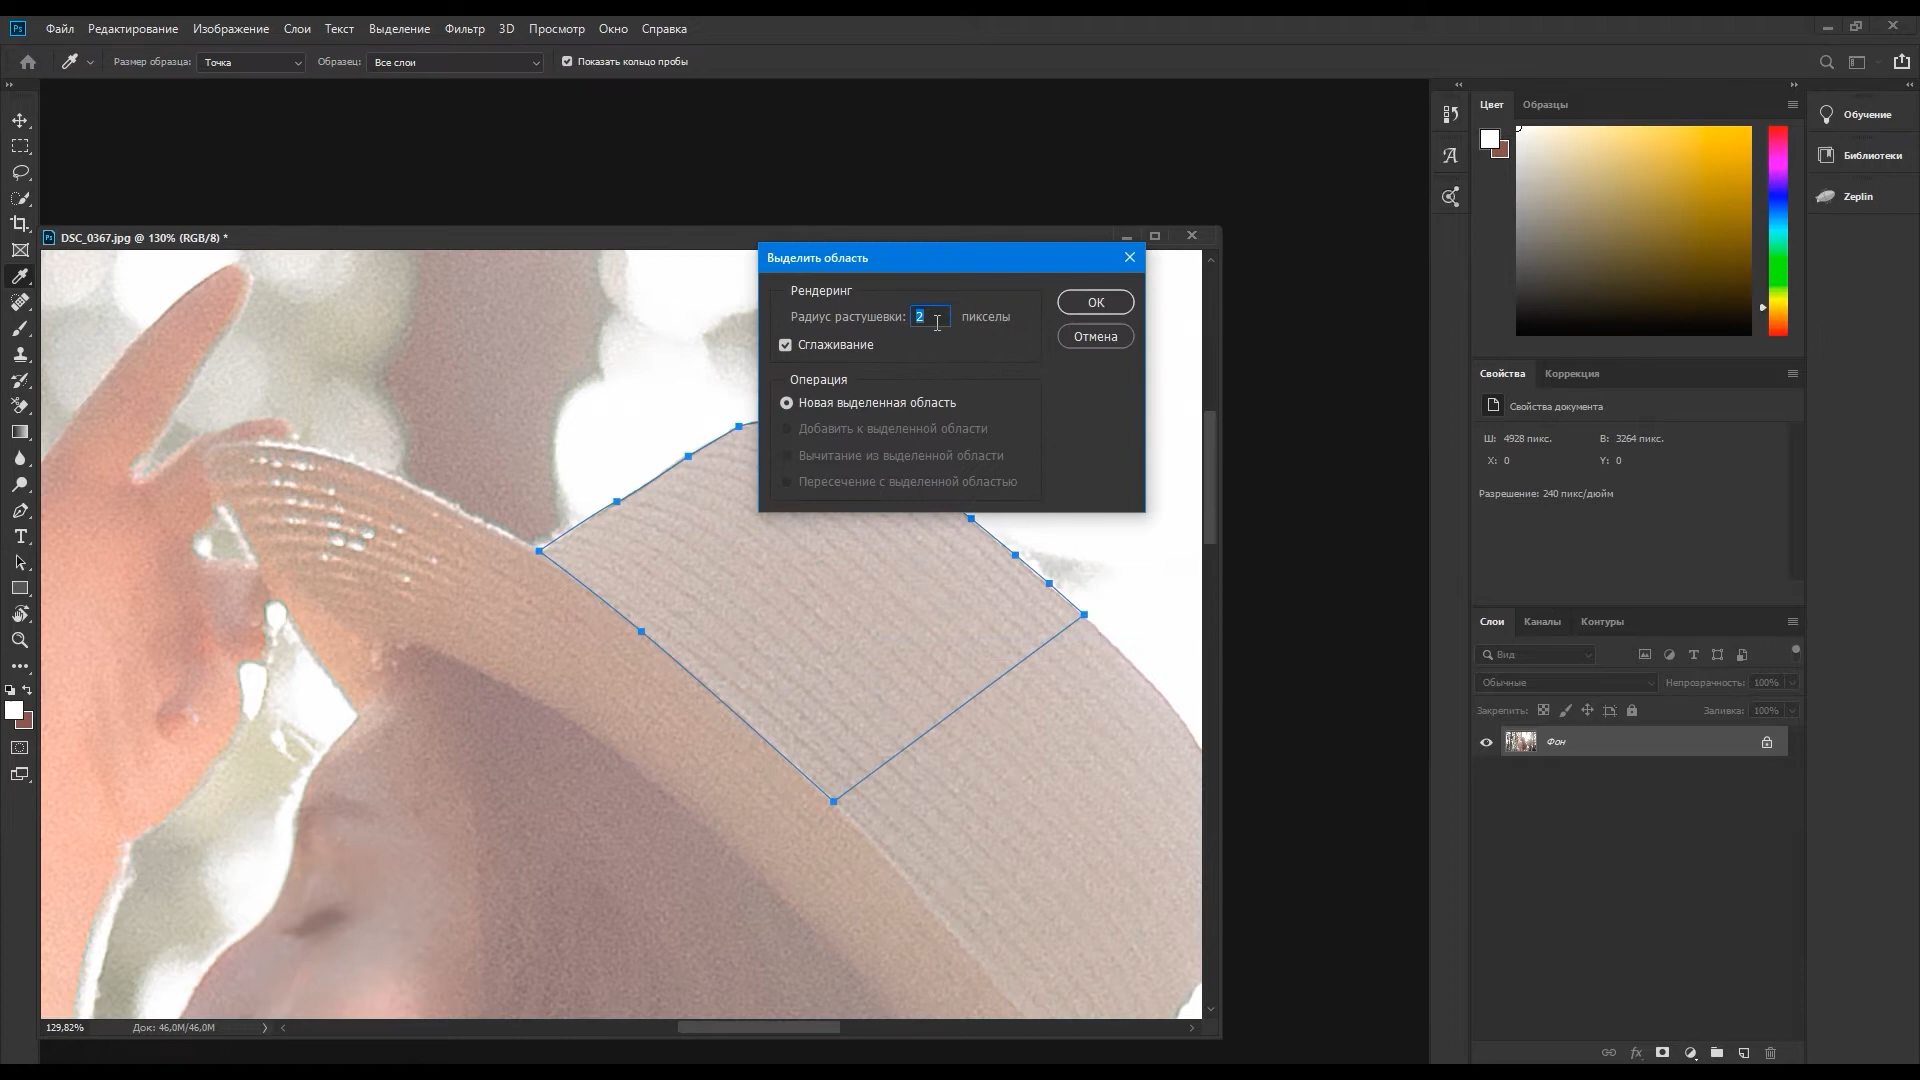 Ps Файл Редактирование Изображение Слои Текст Выделение Фильтр 3D Просмотр Окно Справка
Размер образца: Точка Образец: Все слои Показать кольцо пробы
DSC_0367.jpg @ 130% (RGB/8) *
Выделить область
Рендеринг
Радиус растушевки: 2 пикселы
Сглаживание
Операция
Новая выделенная область
Добавить к выделенной области
Вычитание из выделенной области
Пересечение с выделенной областью
ОК
Отмена
129,82% Док: 46,0M/46,0M
Цвет Образцы
Свойства Коррекция
Свойства документа
Ш: 4928 пикс. В: 3264 пикс.
X: 0 Y: 0
Разрешение: 240 пикс/дюйм
Слои Каналы Контуры
Вид
Обычные Непрозрачность: 100%
Закрепить: Заливка: 100%
Фон
fx
Обучение
Библиотеки
Zeplin